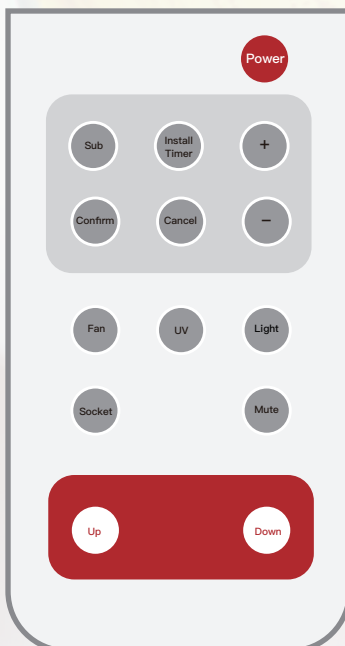 Power
Sub
Install
Timer
+
Confirm
Cancel
−
Fan
UV
Light
Socket
Mute
Up
Down